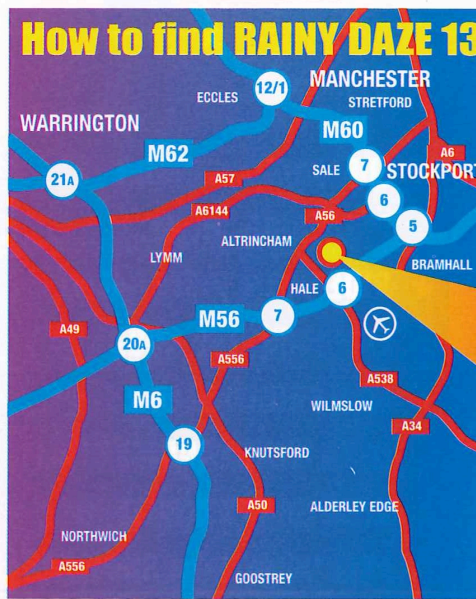 How to find RAINY DAZE 13
MANCHESTER
12/1
ECCLES
STRETFORD
WARRINGTON
M60
M62
A6
7
SALE
STOCKPOR
21A
A57
6
A6144
A56
5
ALTRINCHAM
LYMM
BRAMHALL
HALE
6
M56
7
A49
20A
A556
A538
M6
WILMSLOW
A34
19
KNUTSFORD
A50
ALDERLEY EDGE
NORTHWICH
A556
GOOSTREY